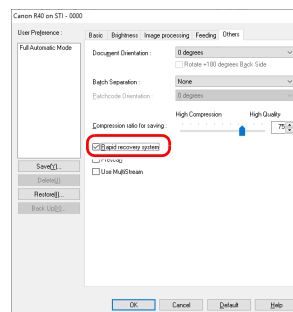 Canon R40 on STI - 0000
User Preference :
Full Automatic Mode
Save(Y)...
Delete(J)
Restore(I)...
Back Up(K)...
Basic Brightness Image processing Feeding Others
Document Orientation : 0 degrees
Rotate +180 degrees Back Side
Batch Separation : None
Patchcode Orientation : 0 degrees
High Compression High Quality
Compression ratio for saving : 75
Rapid recovery system
Prescan
Use MultiStream
OK Cancel Default Help